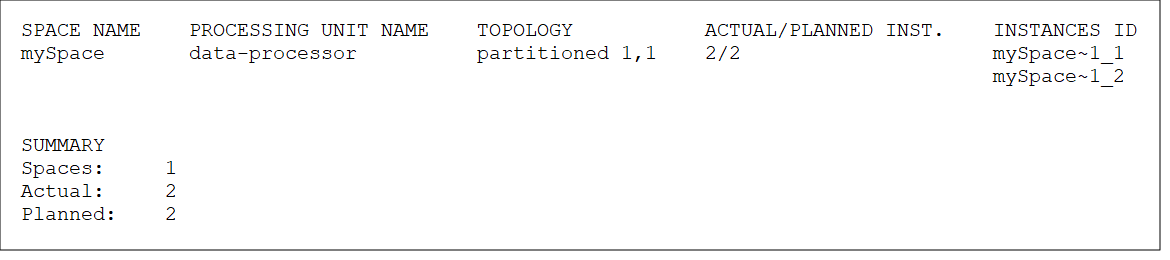 SPACE NAME    PROCESSING UNIT NAME    TOPOLOGY           ACTUAL/PLANNED INST.    INSTANCES ID
mySpace       data-processor          partitioned 1,1    2/2                     mySpace~1_1
                                                                                 mySpace~1_2
SUMMARY
Spaces:     1
Actual:     2
Planned:    2